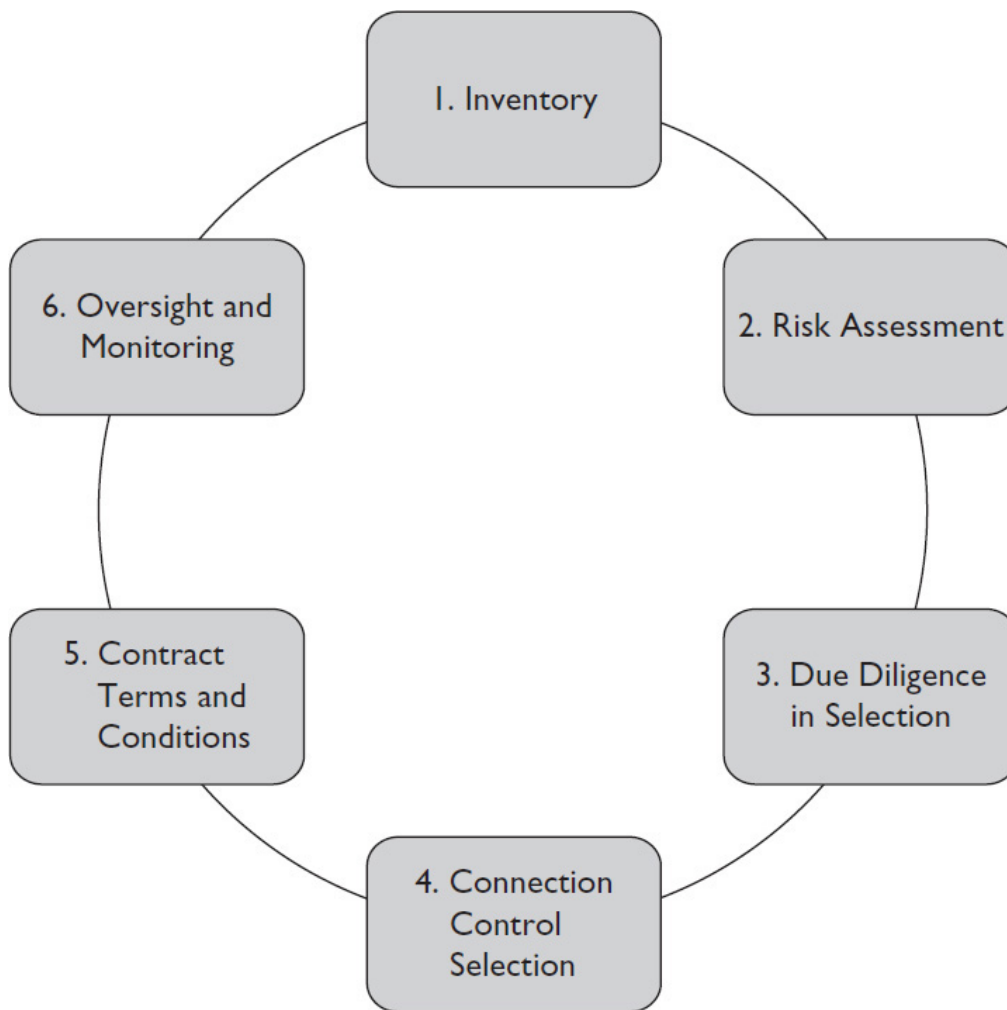 1. Inventory
2. Risk Assessment
3. Due Diligence
in Selection
4. Connection
Control
Selection
5. Contract
Terms and
Conditions
6. Oversight and
Monitoring